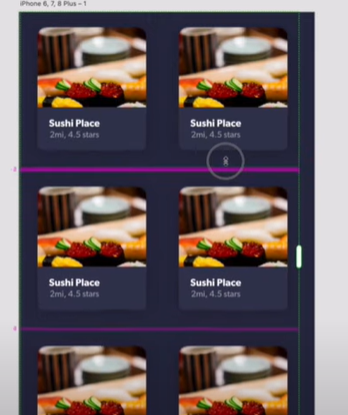 iPhone 6, 7, 8 Plus – 1
Sushi Place
2mi, 4.5 stars
Sushi Place
2mi, 4.5 stars
Sushi Place
2mi, 4.5 stars
Sushi Place
2mi, 4.5 stars